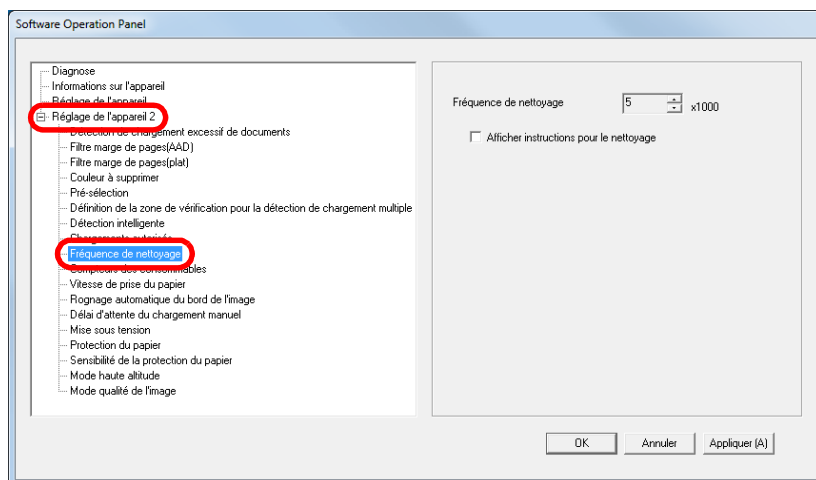 Software Operation Panel
Diagnose
Informations sur l'appareil
Réglage de l'appareil
Réglage de l'appareil 2
Détection de chargement excessif de documents
Filtre marge de pages(AAD)
Filtre marge de pages(plat)
Couleur à supprimer
Pré-sélection
Définition de la zone de vérification pour la détection de chargement multiple
Détection intelligente
Chargements autorisés
Fréquence de nettoyage
Compteurs des consommables
Vitesse de prise du papier
Rognage automatique du bord de l'image
Délai d'attente du chargement manuel
Mise sous tension
Protection du papier
Sensibilité de la protection du papier
Mode haute altitude
Mode qualité de l'image
Fréquence de nettoyage 5 x1000
Afficher instructions pour le nettoyage
OK Annuler Appliquer (A)